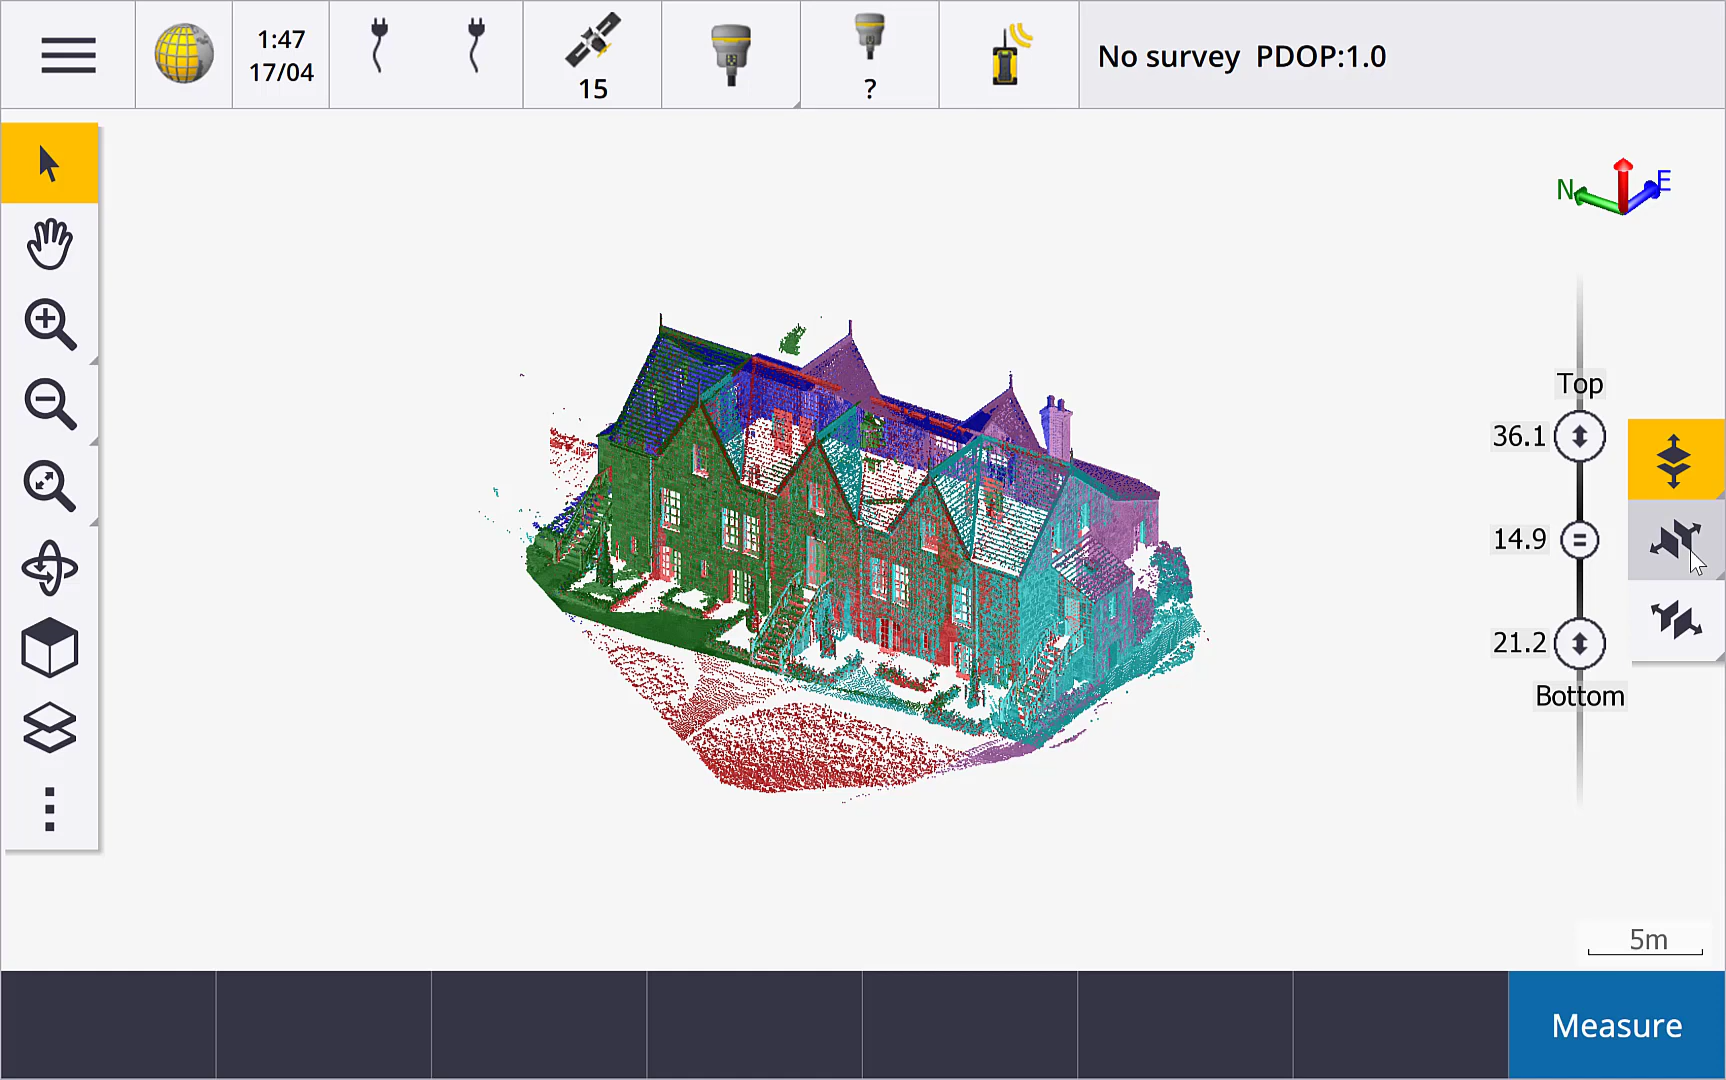 1:47
17/04
15
?
No survey PDOP:1.0
N
E
Top
36.1
14.9
21.2
Bottom
5m
Measure